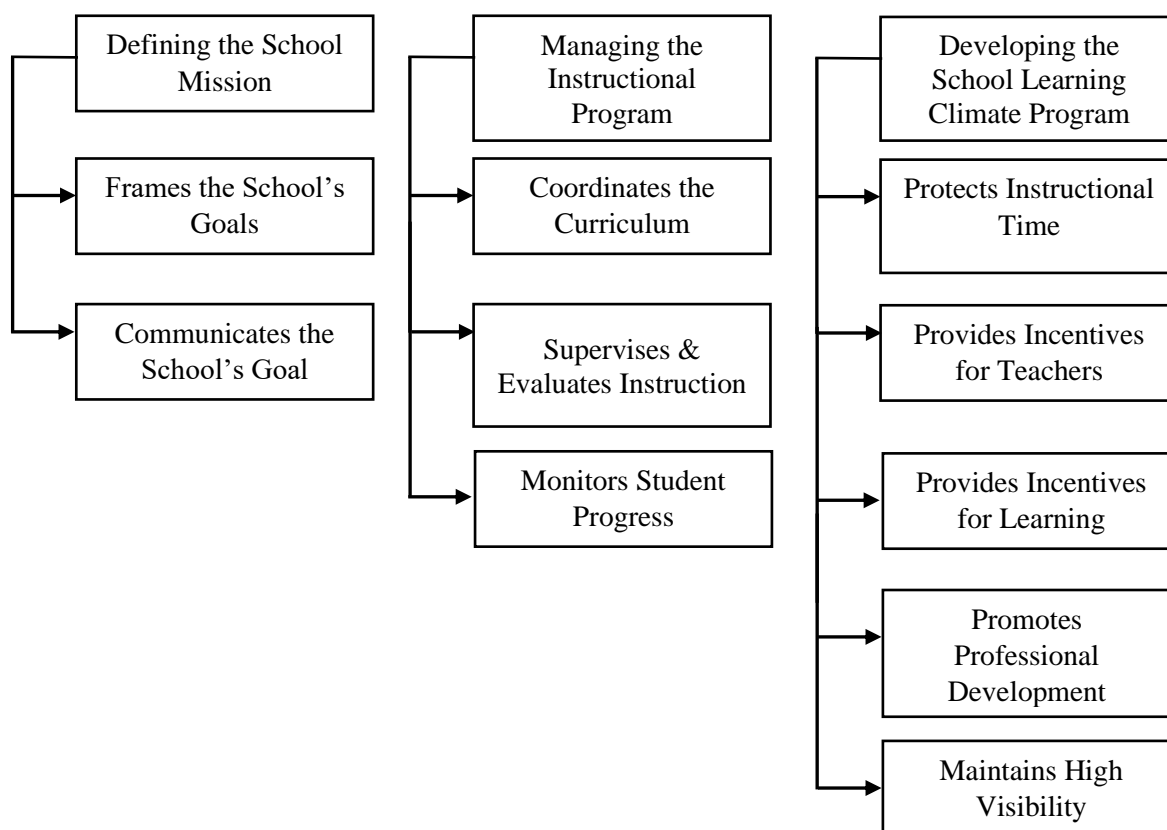 Defining the School
Mission
Frames the School’s
Goals
Communicates the
School’s Goal
Managing the
Instructional
Program
Coordinates the
Curriculum
Supervises &
Evaluates Instruction
Monitors Student
Progress
Developing the
School Learning
Climate Program
Protects Instructional
Time
Provides Incentives
for Teachers
Provides Incentives
for Learning
Promotes
Professional
Development
Maintains High
Visibility